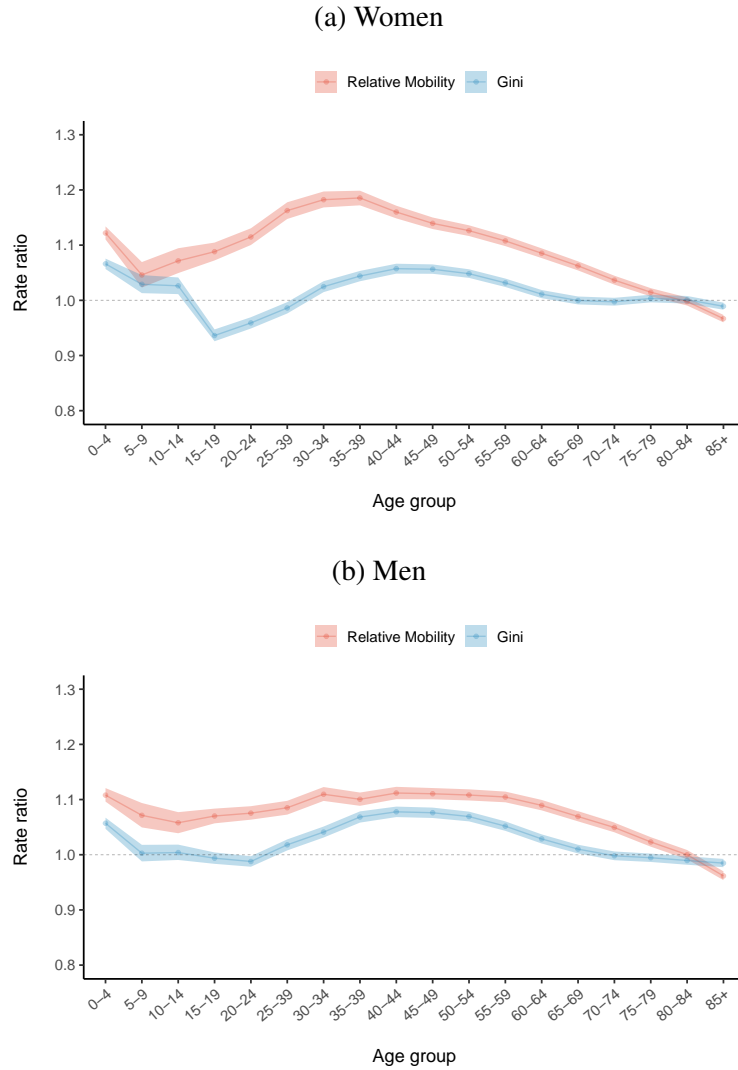 (a) Women
Relative Mobility Gini
1.3
1.2
1.1
1.0
0.9
0.8
Rate ratio
0–4 5–9 10–14 15–19 20–24 25–39 30–34 35–39 40–44 45–49 50–54 55–59 60–64 65–69 70–74 75–79 80–84 85+
Age group
(b) Men
Relative Mobility Gini
1.3
1.2
1.1
1.0
0.9
0.8
Rate ratio
0–4 5–9 10–14 15–19 20–24 25–39 30–34 35–39 40–44 45–49 50–54 55–59 60–64 65–69 70–74 75–79 80–84 85+
Age group